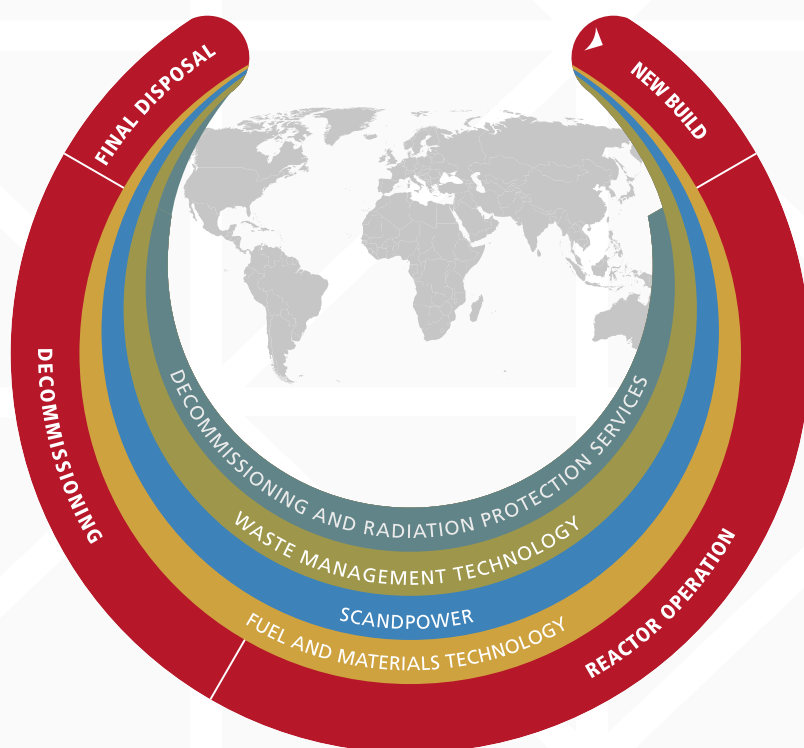 FINAL DISPOSAL
NEW BUILD
DECOMMISSIONING
REACTOR OPERATION
DECOMMISSIONING AND RADIATION PROTECTION SERVICES
WASTE MANAGEMENT TECHNOLOGY
SCANDPOWER
FUEL AND MATERIALS TECHNOLOGY